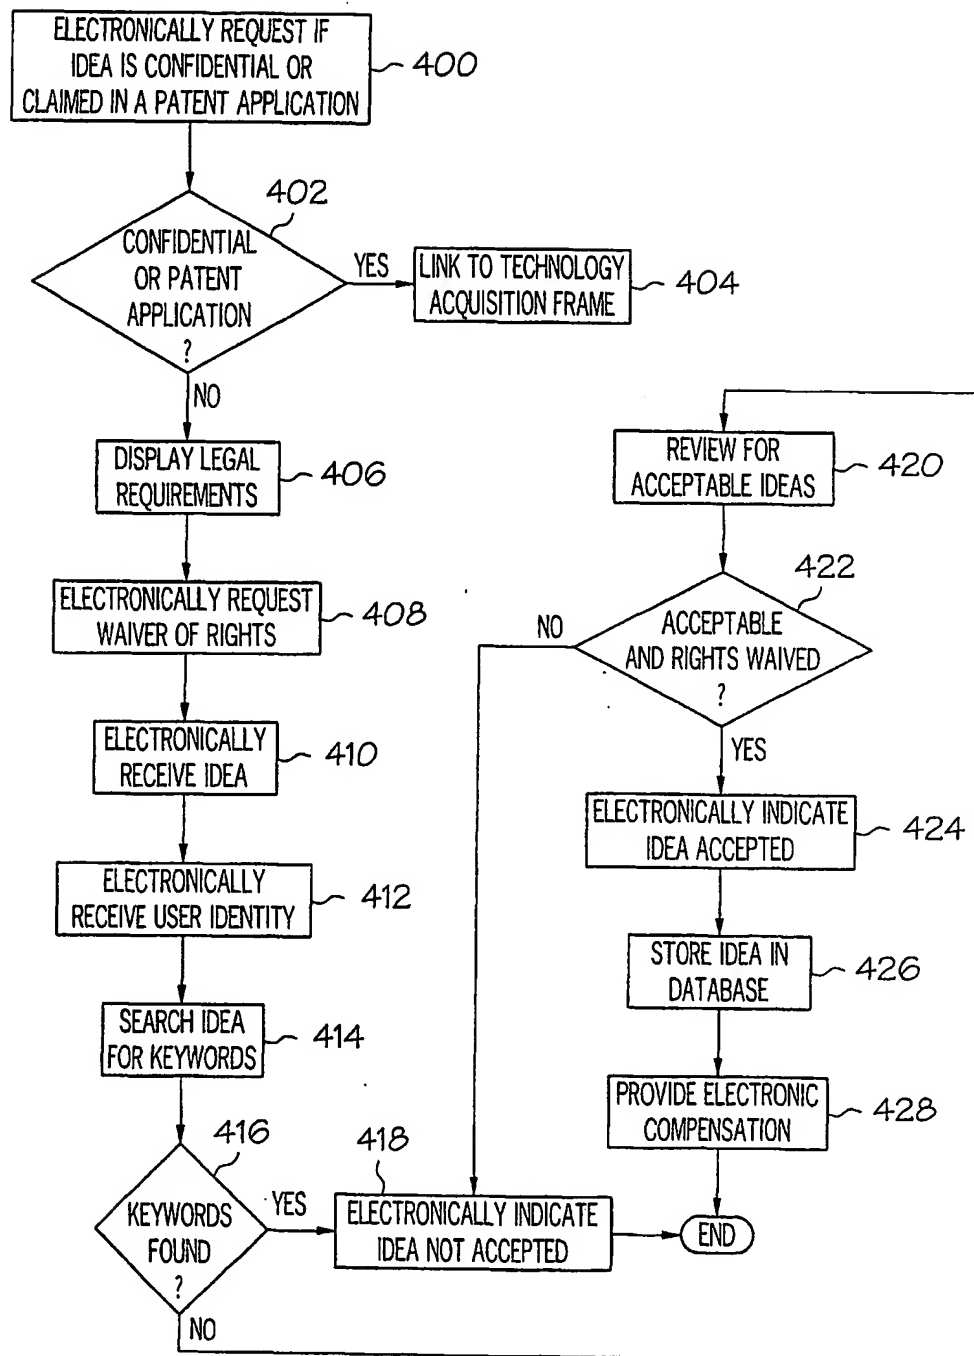 ELECTRONICALLY REQUEST IF
IDEA IS CONFIDENTIAL OR
CLAIMED IN A PATENT APPLICATION
400
402
CONFIDENTIAL
OR PATENT
APPLICATION
?
YES
LINK TO TECHNOLOGY
ACQUISITION FRAME
404
NO
DISPLAY LEGAL
REQUIREMENTS
406
ELECTRONICALLY REQUEST
WAIVER OF RIGHTS
408
ELECTRONICALLY
RECEIVE IDEA
410
ELECTRONICALLY
RECEIVE USER IDENTITY
412
SEARCH IDEA
FOR KEYWORDS
414
416
KEYWORDS
FOUND
?
YES
NO
418
ELECTRONICALLY INDICATE
IDEA NOT ACCEPTED
END
REVIEW FOR
ACCEPTABLE IDEAS
420
422
ACCEPTABLE
AND RIGHTS WAIVED
?
NO
YES
ELECTRONICALLY INDICATE
IDEA ACCEPTED
424
STORE IDEA IN
DATABASE
426
PROVIDE ELECTRONIC
COMPENSATION
428